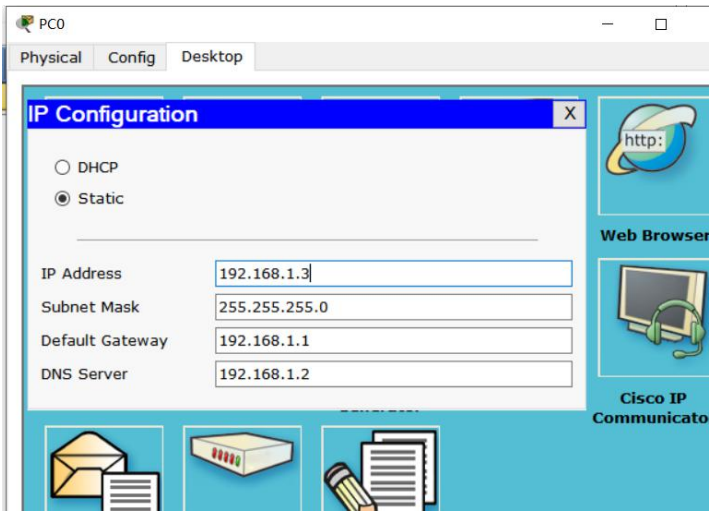 PC0
Physical Config Desktop
IP Configuration X
http:
DHCP
Static
Web Browser
IP Address 192.168.1.3
Subnet Mask 255.255.255.0
Default Gateway 192.168.1.1
DNS Server 192.168.1.2
Cisco IP
Communicato